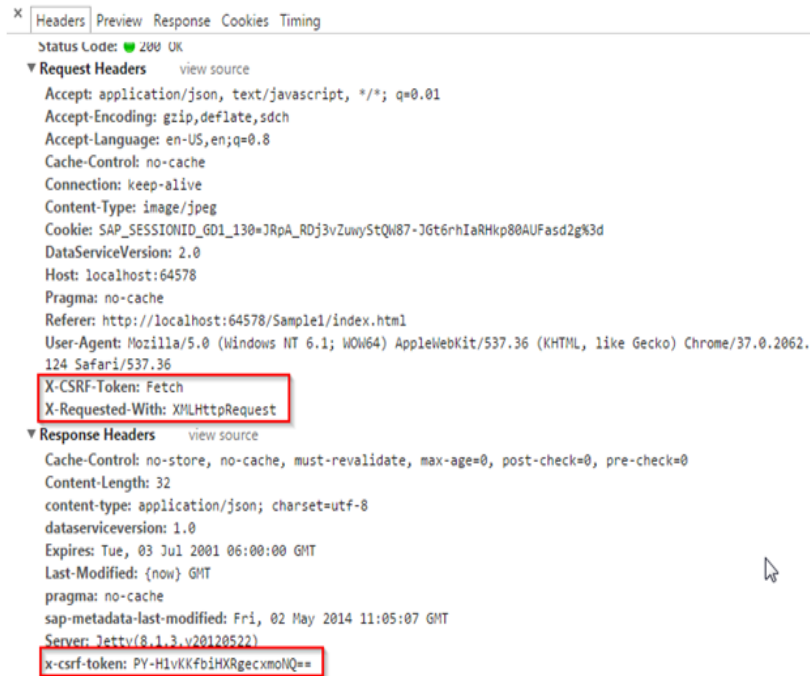 x Headers Preview Response Cookies Timing
Status Code: 200 OK
Request Headers view source
Accept: application/json, text/javascript, */*; q=0.01
Accept-Encoding: gzip,deflate,sdch
Accept-Language: en-US,en;q=0.8
Cache-Control: no-cache
Connection: keep-alive
Content-Type: image/jpeg
Cookie: SAP_SESSIONID_GD1_130=JRpA_RDj3vZuwyStQW87-JGt6rhIaRHkp80AUFasd2g%3d
DataServiceVersion: 2.0
Host: localhost:64578
Pragma: no-cache
Referer: http://localhost:64578/Sample1/index.html
User-Agent: Mozilla/5.0 (Windows NT 6.1; WOW64) AppleWebKit/537.36 (KHTML, like Gecko) Chrome/37.0.2062.
124 Safari/537.36
X-CSRF-Token: Fetch
X-Requested-With: XMLHttpRequest
Response Headers view source
Cache-Control: no-store, no-cache, must-revalidate, max-age=0, post-check=0, pre-check=0
Content-Length: 32
content-type: application/json; charset=utf-8
dataserviceversion: 1.0
Expires: Tue, 03 Jul 2001 06:00:00 GMT
Last-Modified: {now} GMT
pragma: no-cache
sap-metadata-last-modified: Fri, 02 May 2014 11:05:07 GMT
Server: Jetty(8.1.3.v20120522)
x-csrf-token: PY-H1vKKfbiHXRgecxmoNQ==